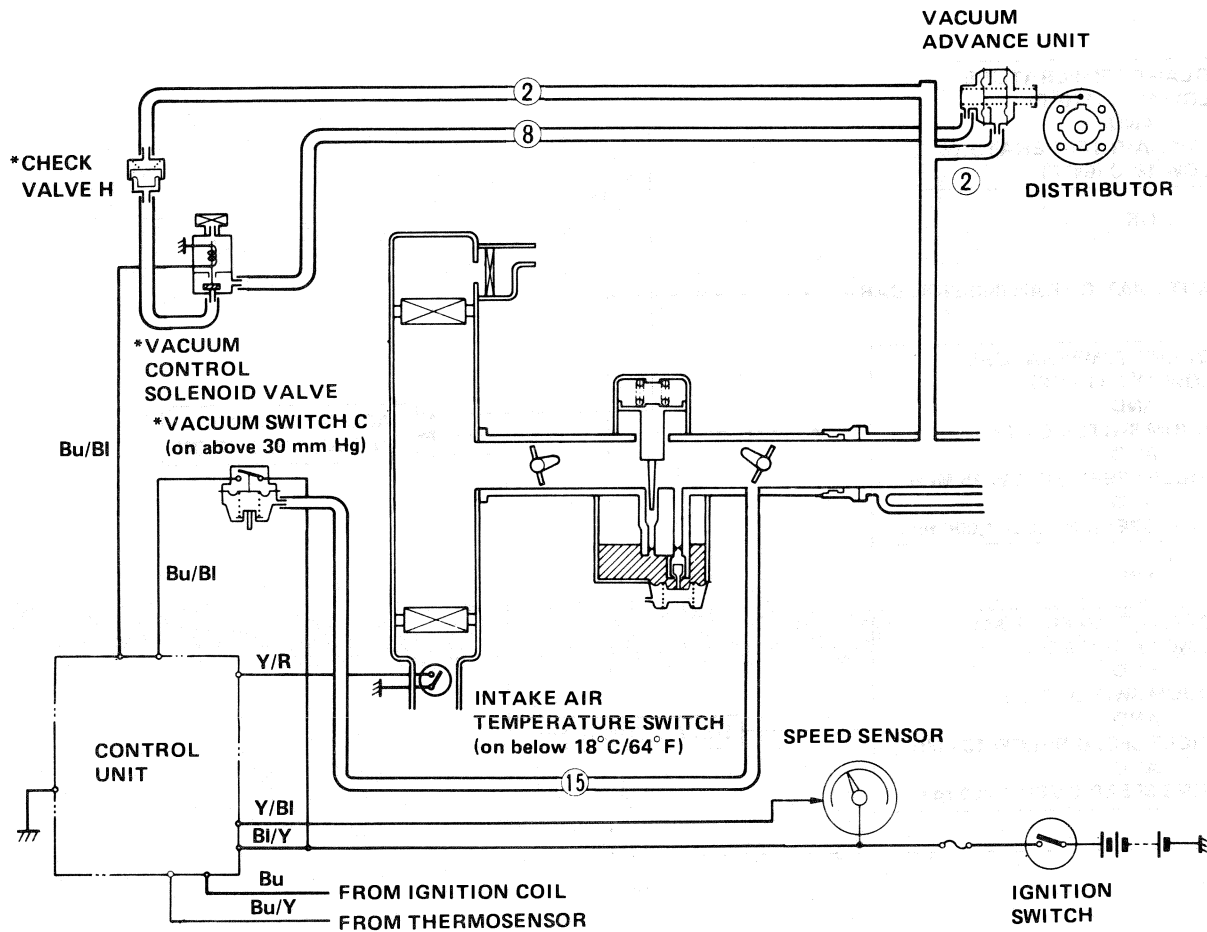 VACUUM
ADVANCE UNIT
2
8
*CHECK
VALVE H
2
DISTRIBUTOR
*VACUUM
CONTROL
SOLENOID VALVE
*VACUUM SWITCH C
(on above 30 mm Hg)
Bu/Bl
Bu/Bl
Y/R
INTAKE AIR
TEMPERATURE SWITCH
(on below 18°C/64°F)
SPEED SENSOR
CONTROL
UNIT
15
Y/Bl
Bl/Y
Bu
FROM IGNITION COIL
Bu/Y
FROM THERMOSENSOR
IGNITION
SWITCH